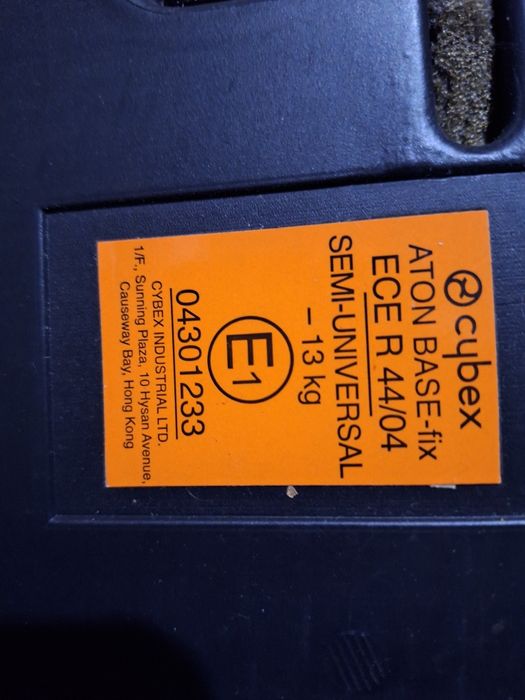 cybex
ATON BASE-fix
ECE R 44/04
SEMI-UNIVERSAL
– 13 kg
E1
04301233
CYBEX INDUSTRIAL LTD.
1/F., Sunning Plaza, 10 Hysan Avenue,
Causeway Bay, Hong Kong